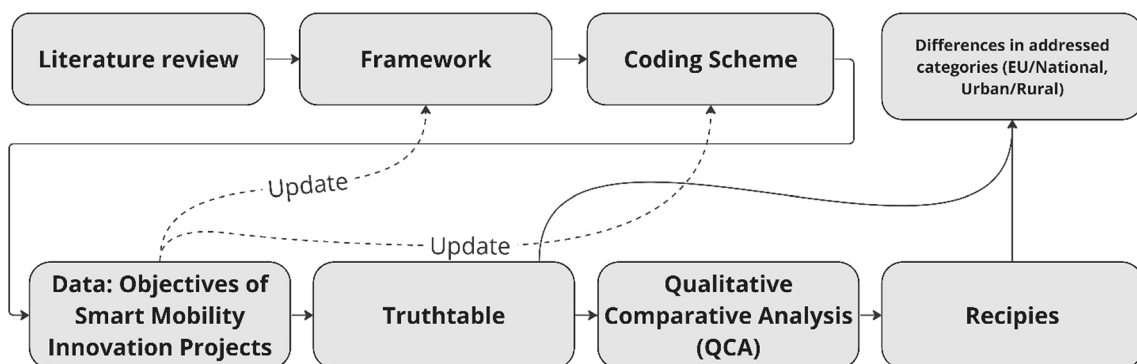 Literature review
Framework
Coding Scheme
Differences in addressed
categories (EU/National,
Urban/Rural)
Update
Update
Data: Objectives of
Smart Mobility
Innovation Projects
Truthtable
Qualitative
Comparative Analysis
(QCA)
Recipies